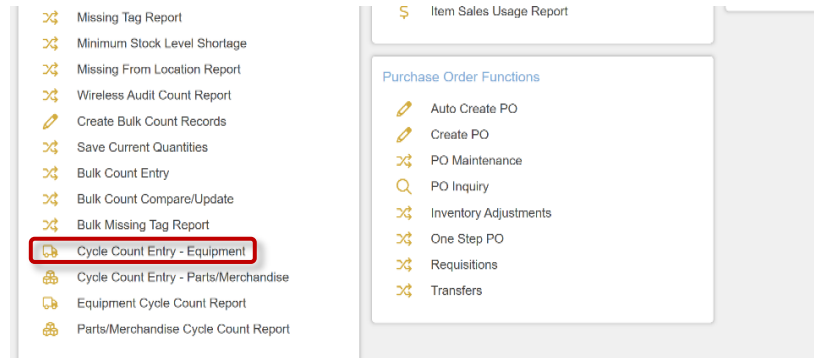 Missing Tag Report
Minimum Stock Level Shortage
Missing From Location Report
Wireless Audit Count Report
Create Bulk Count Records
Save Current Quantities
Bulk Count Entry
Bulk Count Compare/Update
Bulk Missing Tag Report
Cycle Count Entry - Equipment
Cycle Count Entry - Parts/Merchandise
Equipment Cycle Count Report
Parts/Merchandise Cycle Count Report
$ Item Sales Usage Report
Purchase Order Functions
Auto Create PO
Create PO
PO Maintenance
PO Inquiry
Inventory Adjustments
One Step PO
Requisitions
Transfers